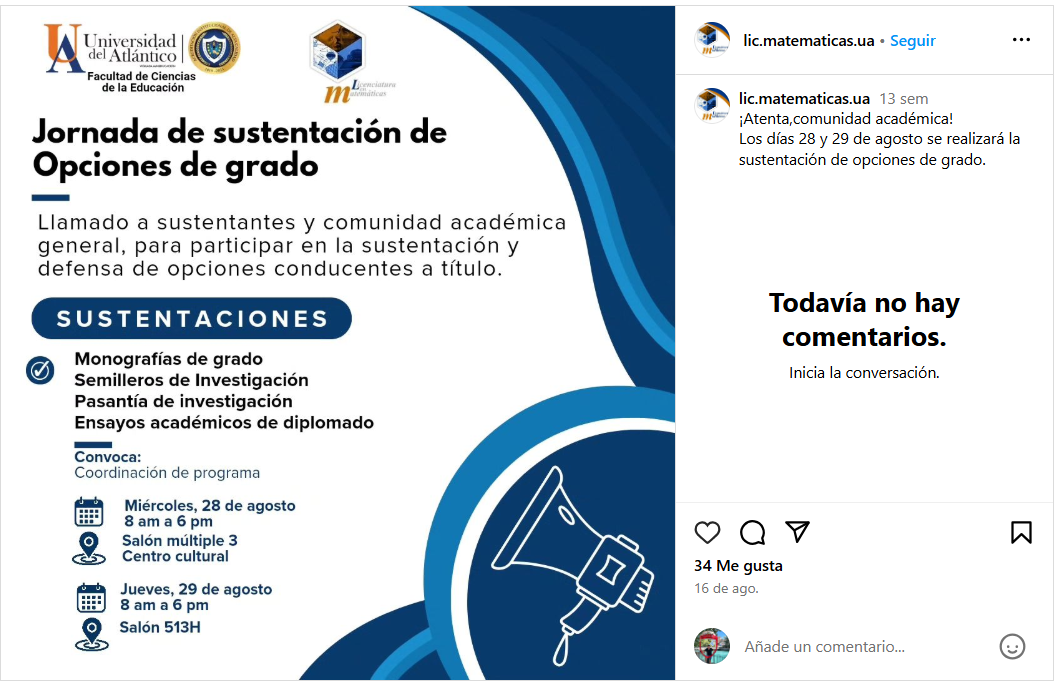 Universidad
del Atlántico
Facultad de Ciencias
de la Educación
Licenciatura
en
matemáticas
Jornada de sustentación de
Opciones de grado
Llamado a sustentantes y comunidad académica
general, para participar en la sustentación y
defensa de opciones conducentes a título.
SUSTENTACIONES
Monografías de grado
Semilleros de Investigación
Pasantía de investigación
Ensayos académicos de diplomado
Convoca:
Coordinación de programa
Miércoles, 28 de agosto
8 am a 6 pm
Salón múltiple 3
Centro cultural
Jueves, 29 de agosto
8 am a 6 pm
Salón 513H
lic.matematicas.ua • Seguir
lic.matematicas.ua 13 sem
¡Atenta,comunidad académica!
Los días 28 y 29 de agosto se realizará la
sustentación de opciones de grado.
Todavía no hay
comentarios.
Inicia la conversación.
34 Me gusta
16 de ago.
Añade un comentario...